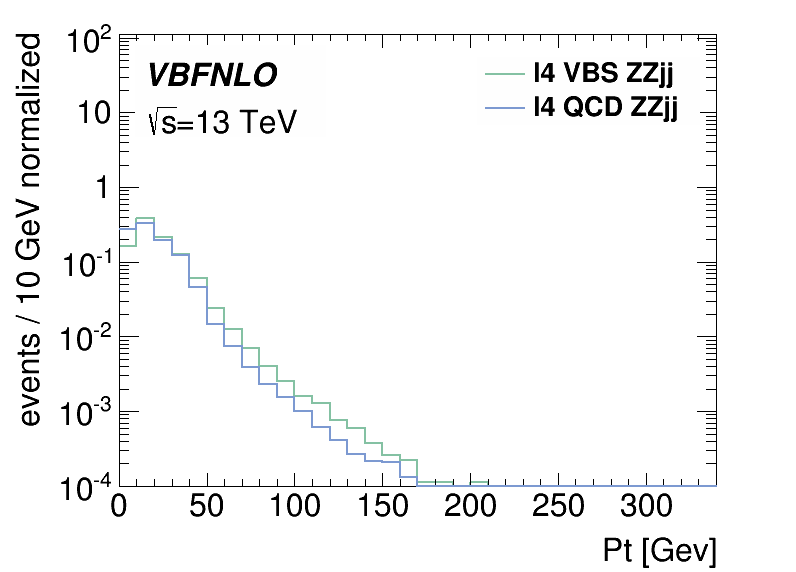 VBFNLO
√s=13 TeV
l4 VBS ZZjj
l4 QCD ZZjj
events / 10 GeV normalized
10²
10
1
10⁻¹
10⁻²
10⁻³
10⁻⁴
0 50 100 150 200 250 300
Pt [Gev]